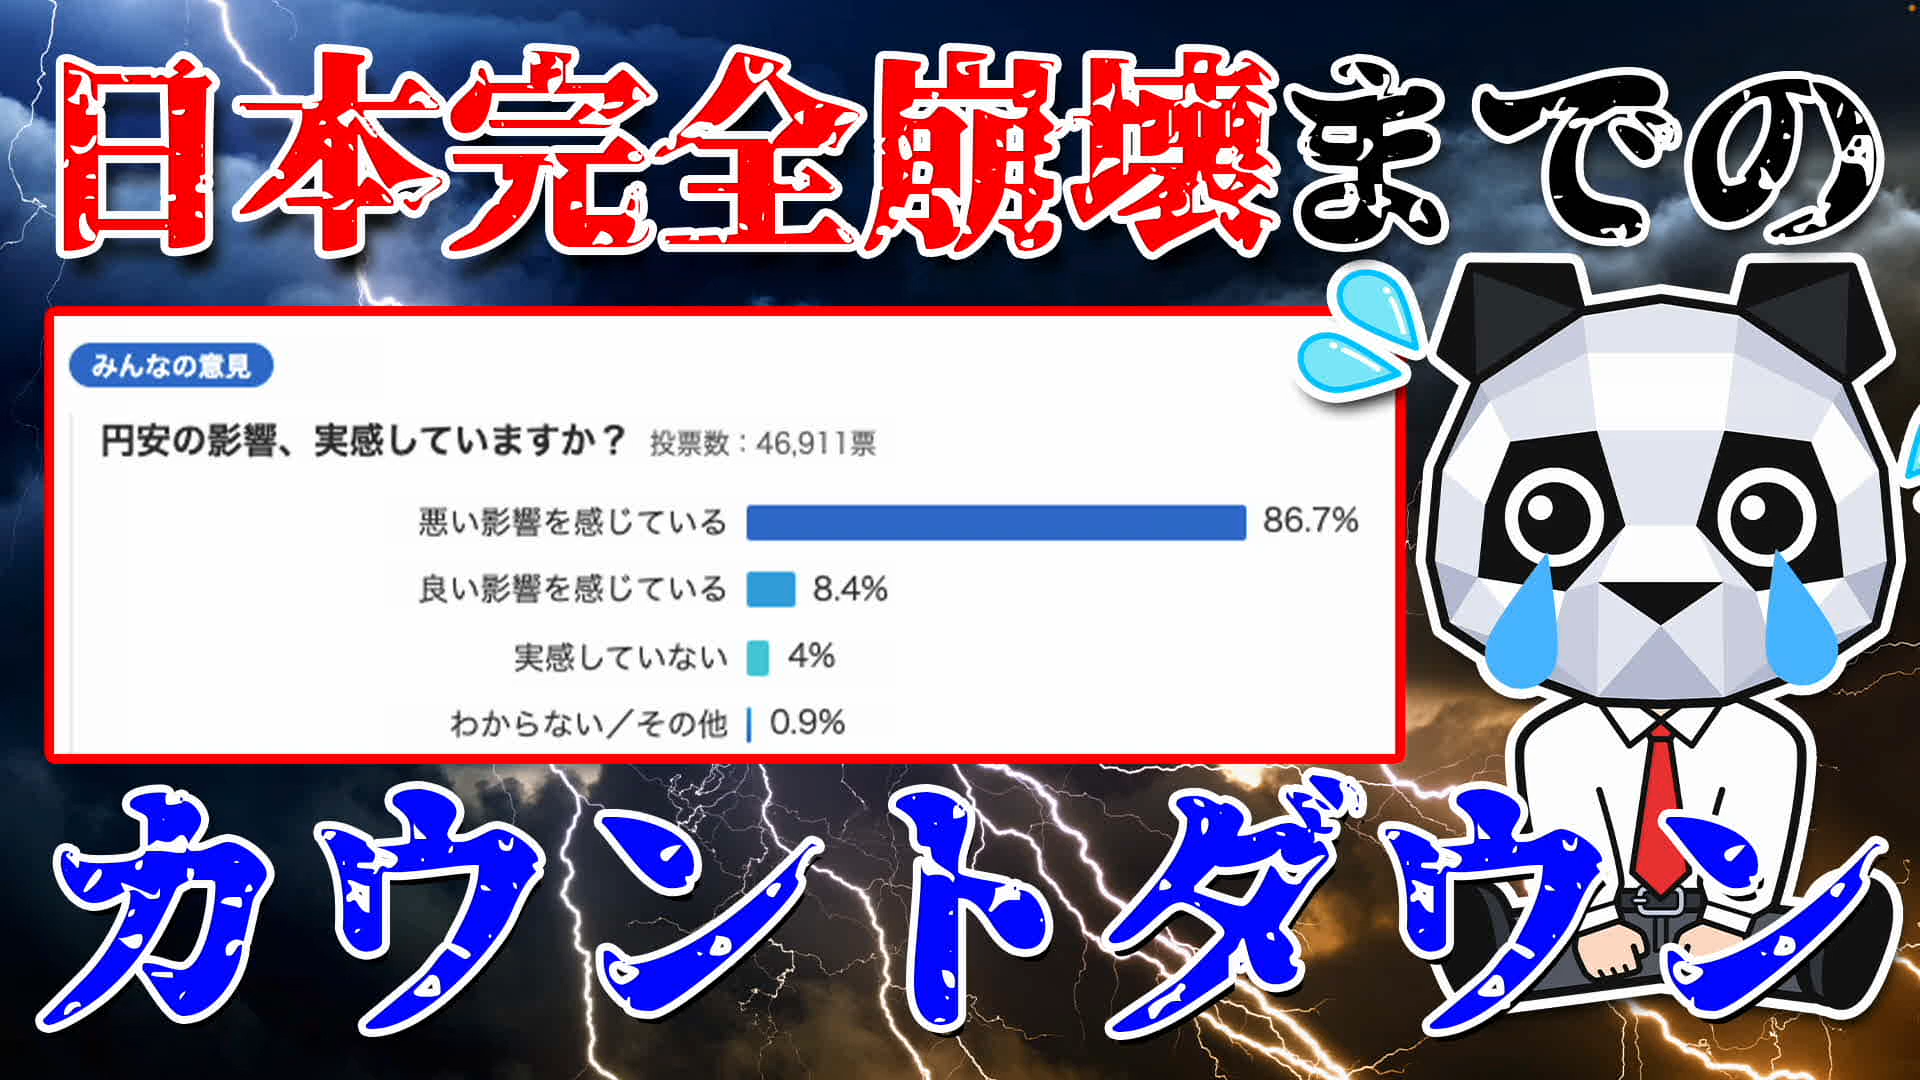 日本完全崩壊までの
みんなの意見
円安の影響、実感していますか？ 投票数：46,911票
悪い影響を感じている 86.7%
良い影響を感じている 8.4%
実感していない 4%
わからない／その他 0.9%
カウントダウン